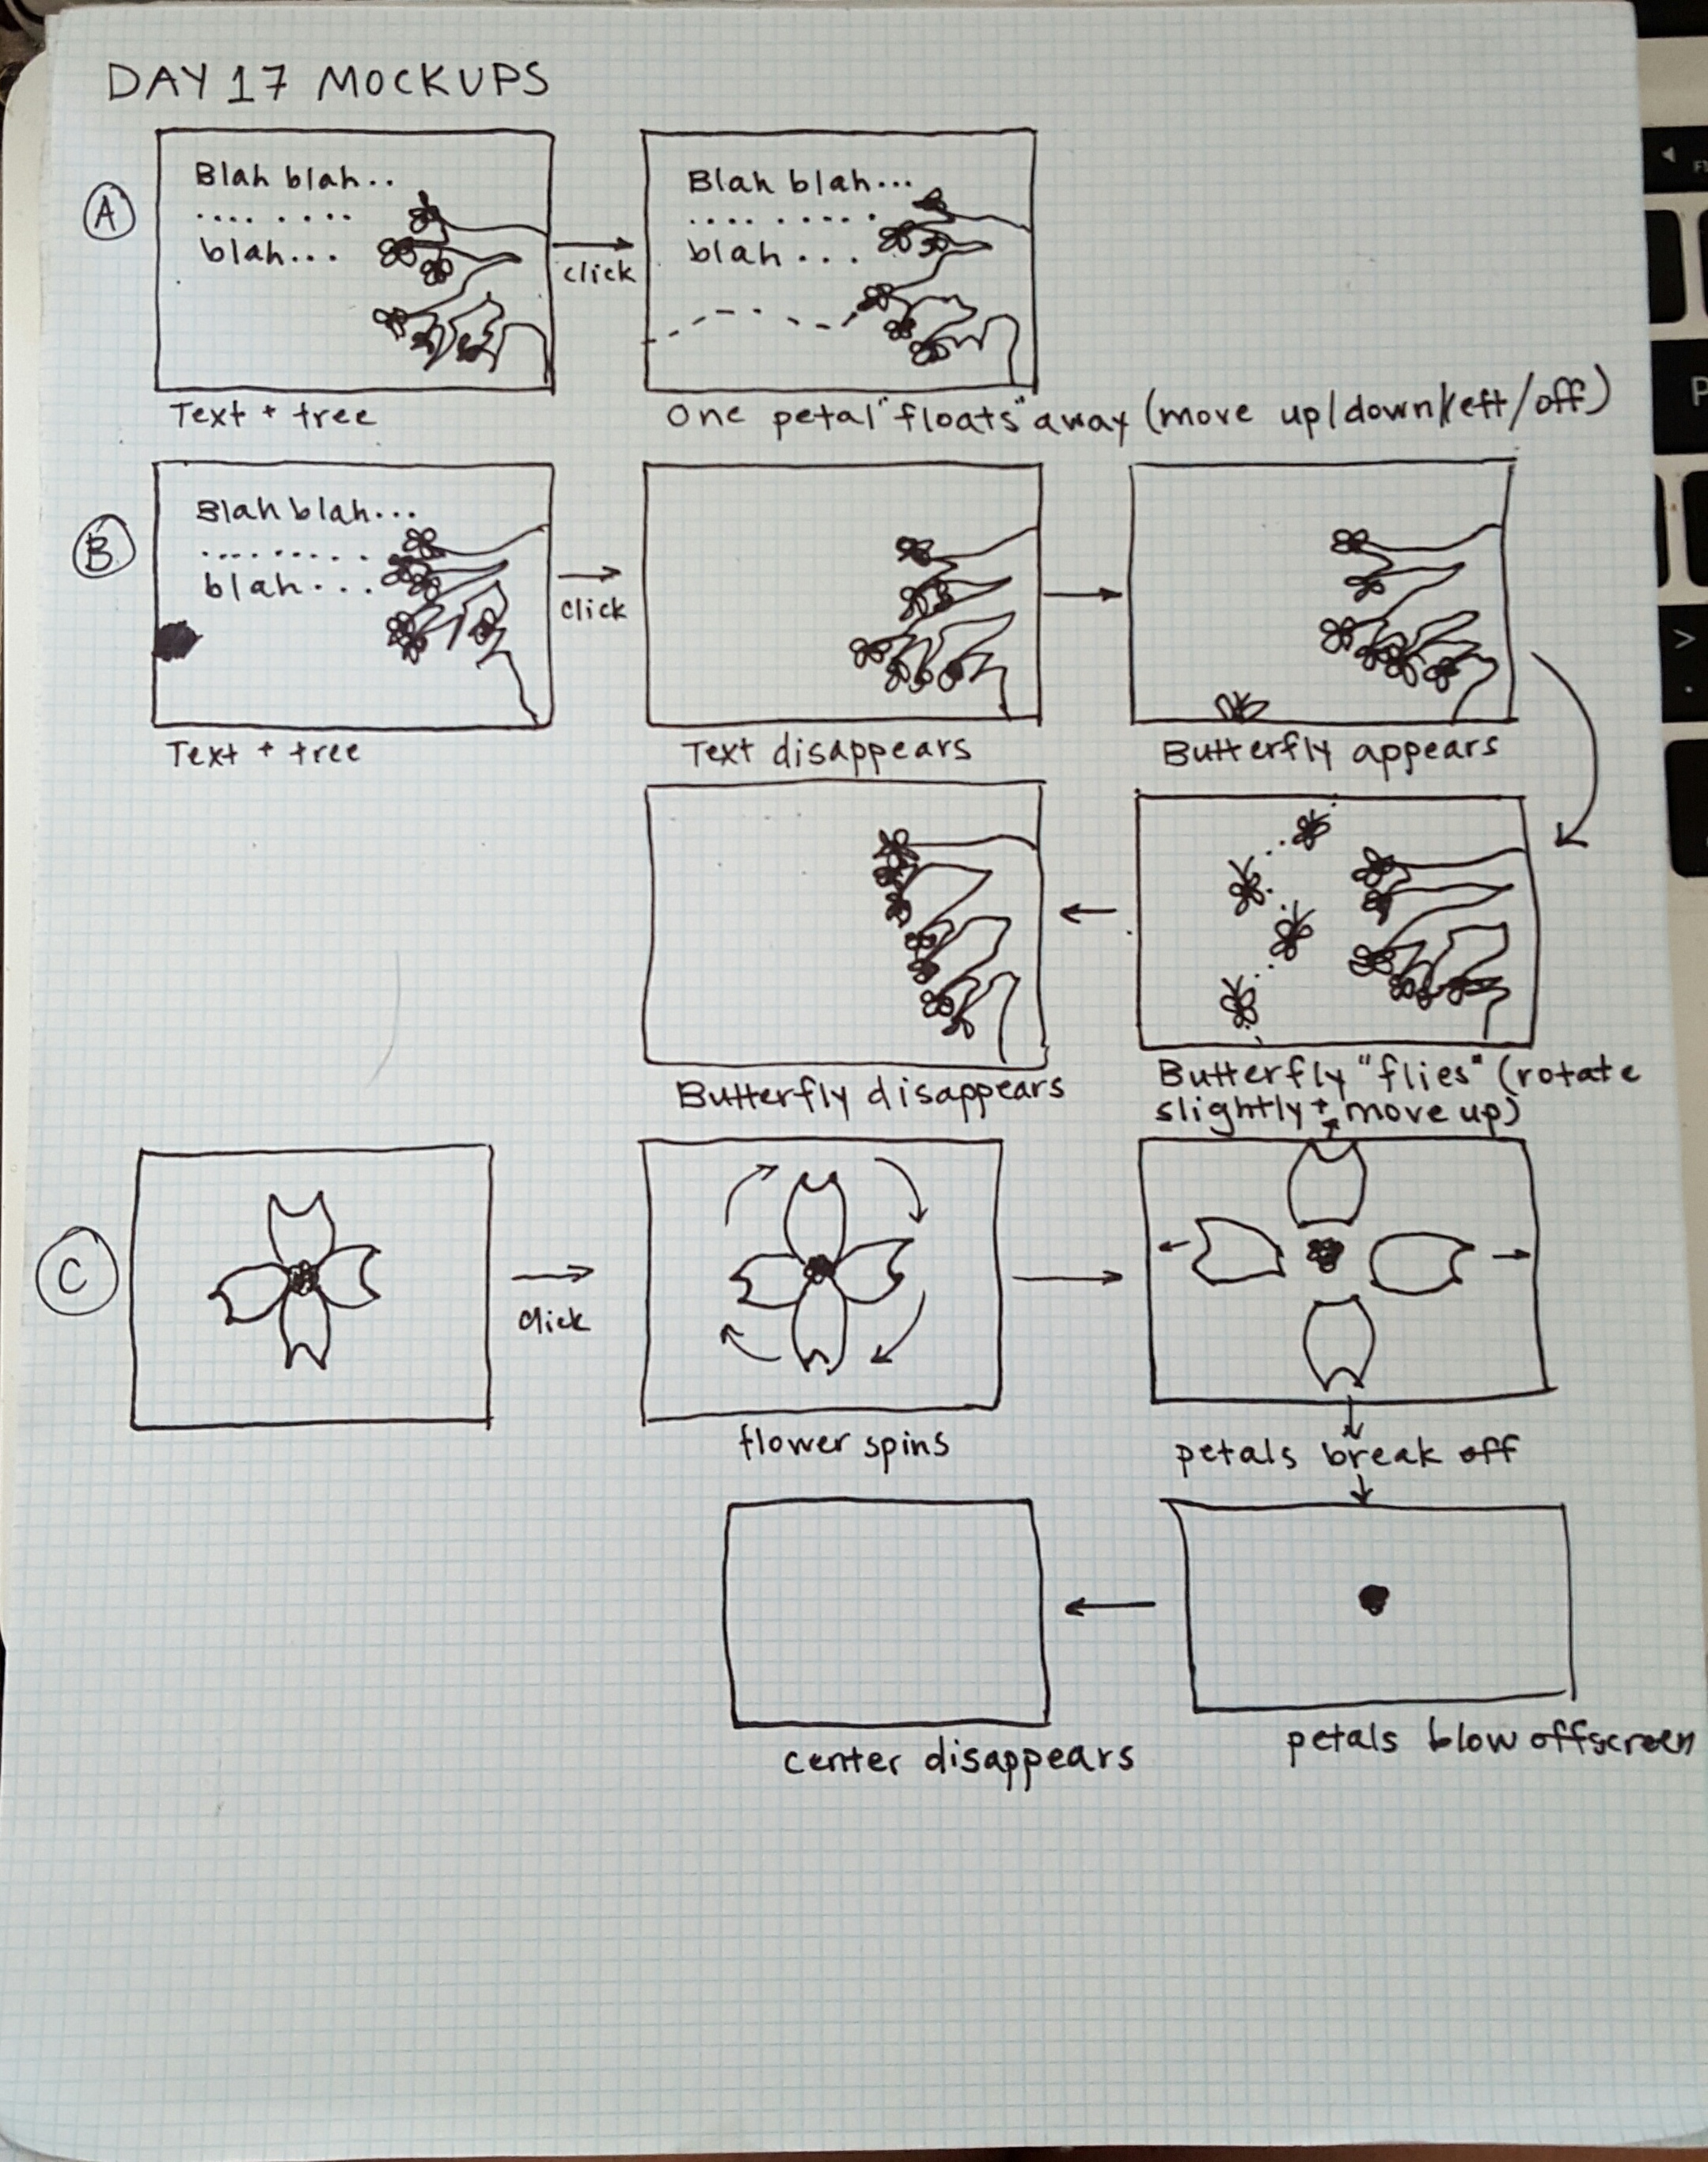 DAY 17 MOCKUPS
A
Blah blah..
.... ....
blah...
click
Blah blah...
.... .....
blah ...
Text + tree
One petal "floats" away (move up/down/left/off)
B
Blah blah...
.........
blah...
click
Text + tree
Text disappears
Butterfly appears
Butterfly disappears
Butterfly "flies" (rotate
slightly + move up)
C
Click
flower spins
petals break off
center disappears
petals blow offscreen
P
>
.